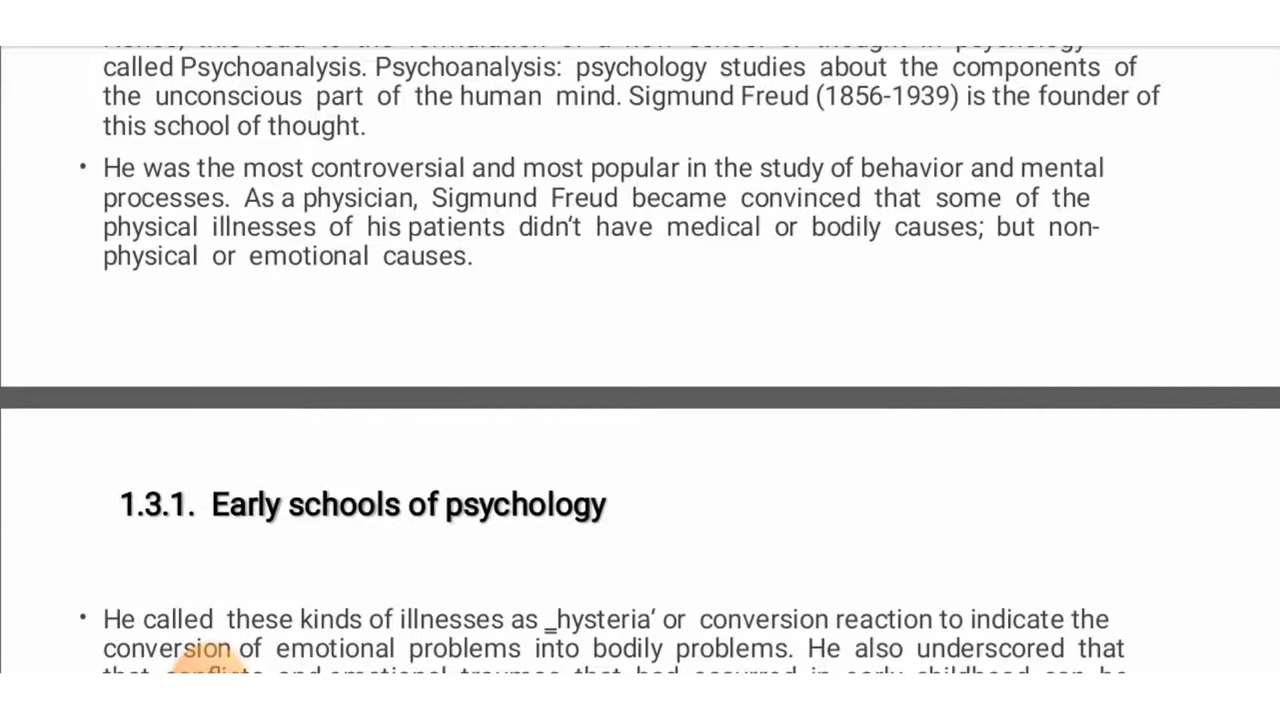 called Psychoanalysis. Psychoanalysis: psychology studies about the components of
the unconscious part of the human mind. Sigmund Freud (1856-1939) is the founder of
this school of thought.
• He was the most controversial and most popular in the study of behavior and mental
processes. As a physician, Sigmund Freud became convinced that some of the
physical illnesses of his patients didn‘t have medical or bodily causes; but non-
physical or emotional causes.
1.3.1. Early schools of psychology
• He called these kinds of illnesses as ‗hysteria‘ or conversion reaction to indicate the
conversion of emotional problems into bodily problems. He also underscored that